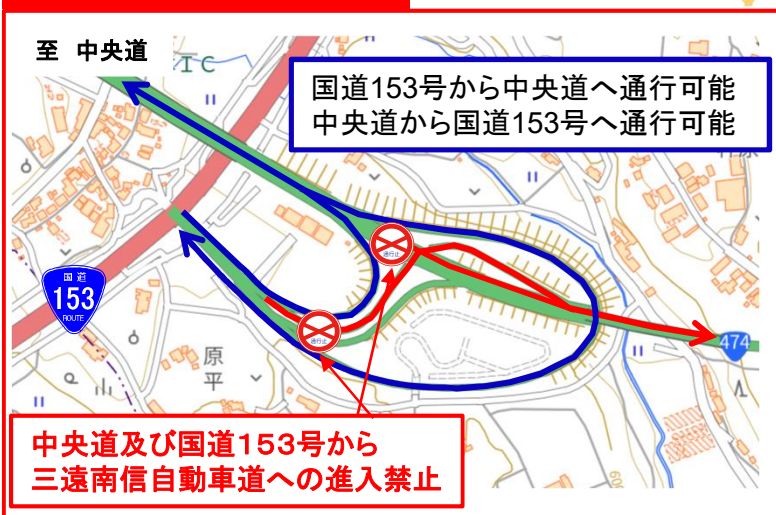 至 中央道
IC
国道153号から中央道へ通行可能
中央道から国道153号へ通行可能
通行止
国道
153
ROUTE
通行止
474
原
平
中央道及び国道153号から
三遠南信自動車道への進入禁止